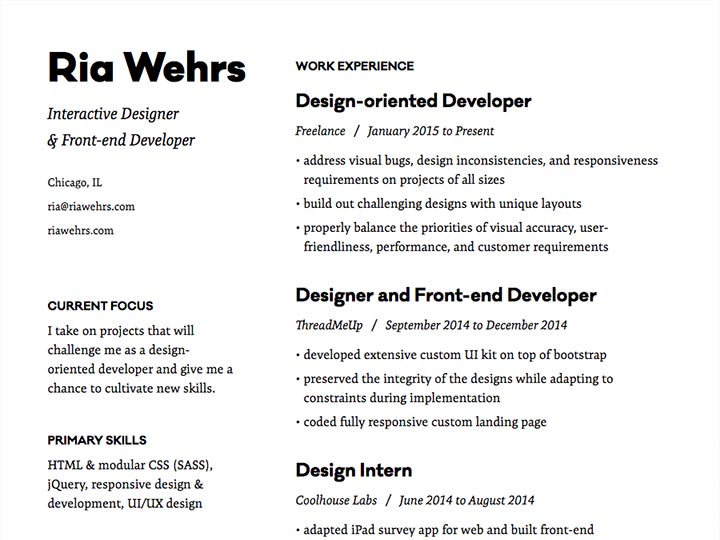 Ria Wehrs
Interactive Designer
& Front-end Developer
Chicago, IL
ria@riawehrs.com
riawehrs.com
CURRENT FOCUS
I take on projects that will
challenge me as a design-
oriented developer and give me a
chance to cultivate new skills.
PRIMARY SKILLS
HTML & modular CSS (SASS),
jQuery, responsive design &
development, UI/UX design
WORK EXPERIENCE
Design-oriented Developer
Freelance / January 2015 to Present
• address visual bugs, design inconsistencies, and responsiveness
requirements on projects of all sizes
• build out challenging designs with unique layouts
• properly balance the priorities of visual accuracy, user-
friendliness, performance, and customer requirements
Designer and Front-end Developer
ThreadMeUp / September 2014 to December 2014
• developed extensive custom UI kit on top of bootstrap
• preserved the integrity of the designs while adapting to
constraints during implementation
• coded fully responsive custom landing page
Design Intern
Coolhouse Labs / June 2014 to August 2014
• adapted iPad survey app for web and built front-end